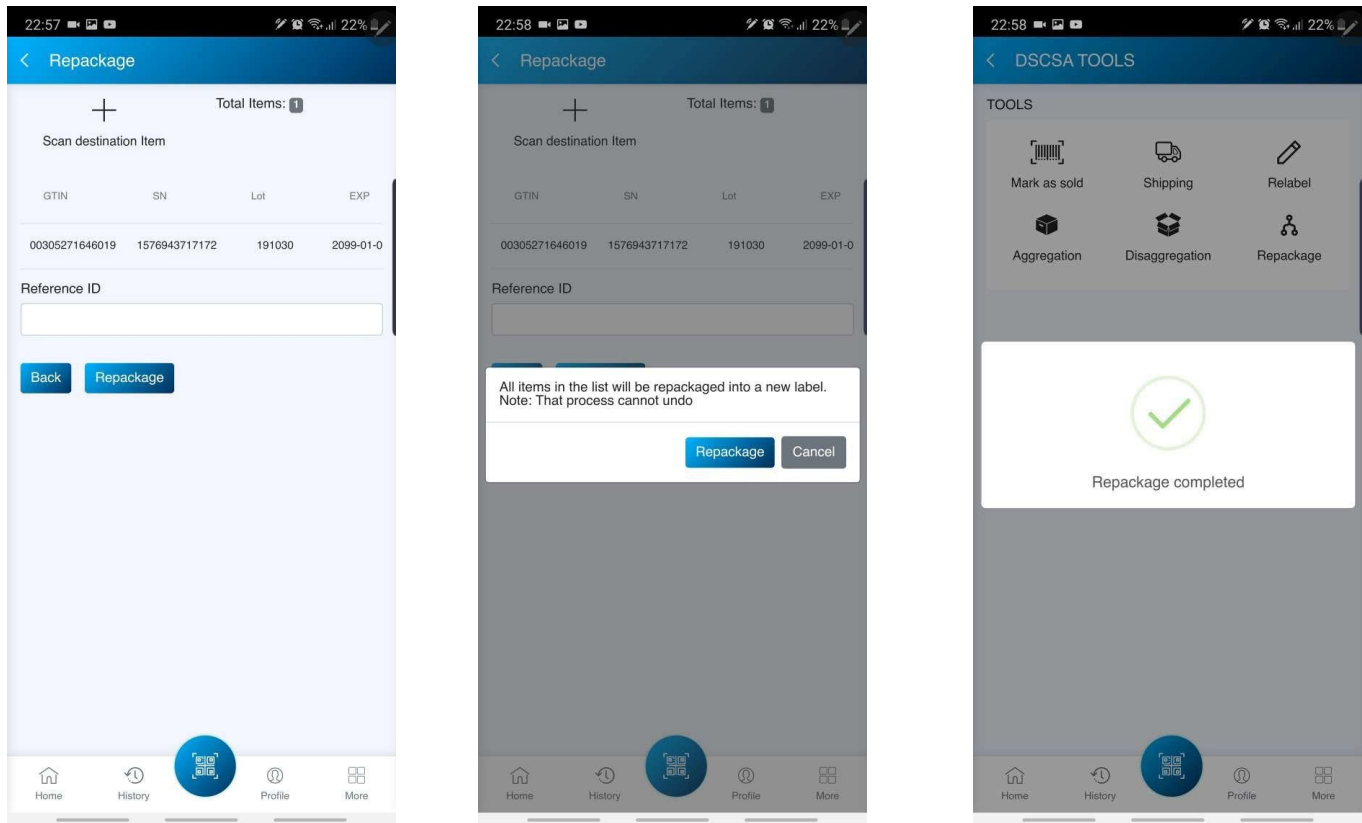 22:57 22%
Repackage
Total Items: 1
Scan destination Item
GTIN SN Lot EXP
00305271646019 1576943717172 191030 2099-01-0
Reference ID
Back Repackage
Home History Profile More
22:58 22%
Repackage
Total Items: 1
Scan destination Item
GTIN SN Lot EXP
00305271646019 1576943717172 191030 2099-01-0
Reference ID
All items in the list will be repackaged into a new label.
Note: That process cannot undo
Repackage Cancel
Home History Profile More
22:58 22%
DSCSA TOOLS
TOOLS
Mark as sold Shipping Relabel
Aggregation Disaggregation Repackage
Repackage completed
Home History Profile More